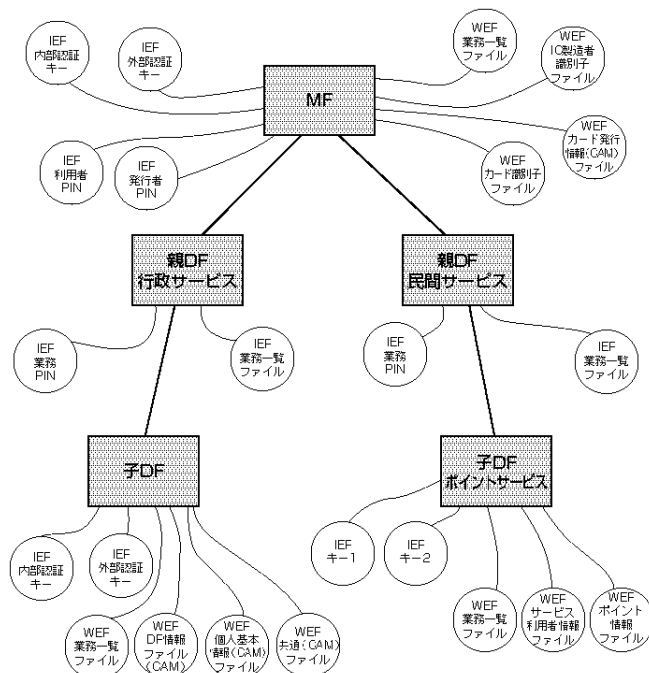 IEF
内部認証
キー
IEF
外部認証
キー
WEF
業務一覧
ファイル
WEF
IC製造者
識別子
ファイル
MF
IEF
利用者
PIN
IEF
発行者
PIN
WEF
カード識別子
ファイル
WEF
カード発行
情報(CAM)
ファイル
親DF
行政サービス
親DF
民間サービス
IEF
業務
PIN
IEF
業務一覧
ファイル
IEF
業務
PIN
IEF
業務一覧
ファイル
子DF
子DF
ポイントサービス
IEF
内部認証
キー
IEF
外部認証
キー
IEF
キー1
IEF
キー2
WEF
業務一覧
ファイル
WEF
DF情報
ファイル
(CAM)
WEF
個人基本
情報(CAM)
ファイル
WEF
共通(CAM)
ファイル
WEF
業務一覧
ファイル
WEF
サービス
利用者情報
ファイル
WEF
ポイント
情報
ファイル